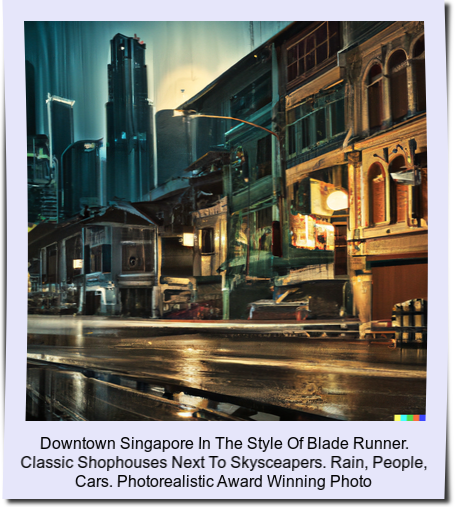 Downtown Singapore In The Style Of Blade Runner.
Classic Shophouses Next To Skysceapers. Rain, People,
Cars. Photorealistic Award Winning Photo